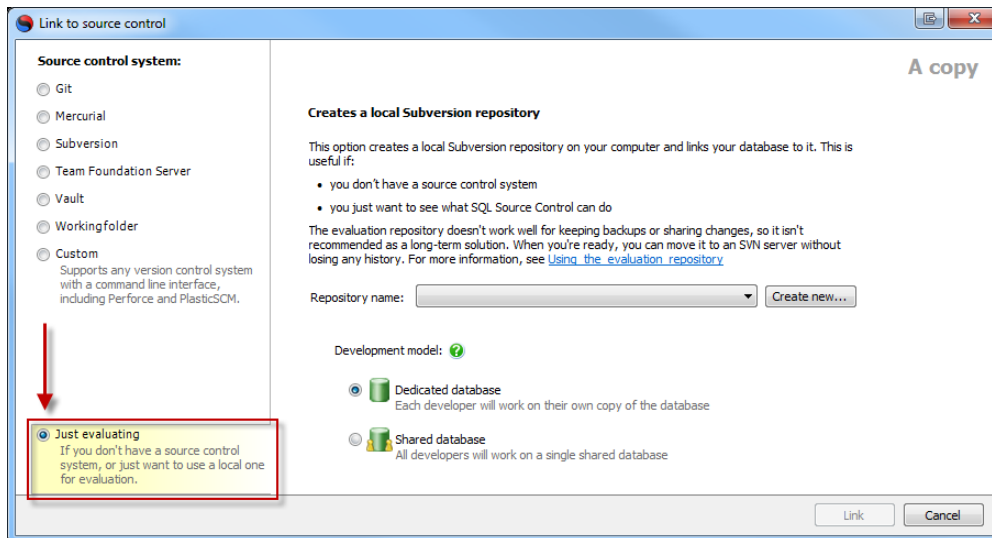 Link to source control
Source control system:
Git
Mercurial
Subversion
Team Foundation Server
Vault
Working folder
Custom
Supports any version control system
with a command line interface,
including Perforce and PlasticSCM.
Just evaluating
If you don't have a source control
system, or just want to use a local one
for evaluation.
A copy
Creates a local Subversion repository
This option creates a local Subversion repository on your computer and links your database to it. This is
useful if:
• you don't have a source control system
• you just want to see what SQL Source Control can do
The evaluation repository doesn't work well for keeping backups or sharing changes, so it isn't
recommended as a long-term solution. When you're ready, you can move it to an SVN server without
losing any history. For more information, see Using the evaluation repository
Repository name: Create new...
Development model: ?
Dedicated database
Each developer will work on their own copy of the database
Shared database
All developers will work on a single shared database
Link Cancel